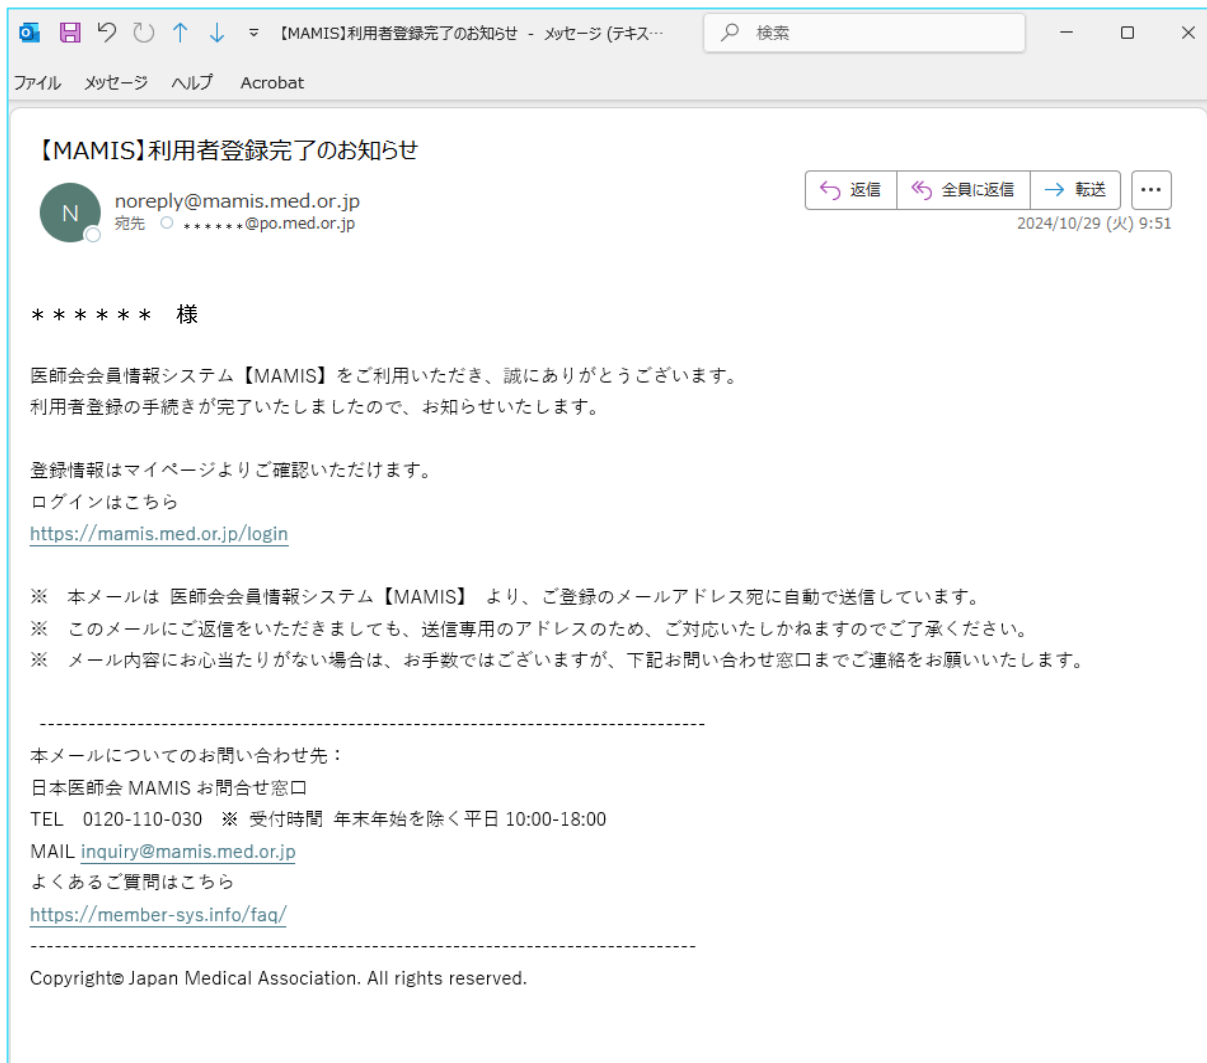 【MAMIS】利用者登録完了のお知らせ - メッセージ (テキス…
検索
ファイル メッセージ ヘルプ Acrobat
【MAMIS】利用者登録完了のお知らせ
N
noreply@mamis.med.or.jp
宛先 ******@po.med.or.jp
返信 全員に返信 転送 …
2024/10/29 (火) 9:51
****** 様
医師会会員情報システム【MAMIS】をご利用いただき、誠にありがとうございます。
利用者登録の手続きが完了いたしましたので、お知らせいたします。
登録情報はマイページよりご確認いただけます。
ログインはこちら
https://mamis.med.or.jp/login
※ 本メールは 医師会会員情報システム【MAMIS】 より、ご登録のメールアドレス宛に自動で送信しています。
※ このメールにご返信をいただきましても、送信専用のアドレスのため、ご対応いたしかねますのでご了承ください。
※ メール内容にお心当たりがない場合は、お手数ではございますが、下記お問い合わせ窓口までご連絡をお願いいたします。
--------------------------------------------------------------------------------
本メールについてのお問い合わせ先：
日本医師会 MAMIS お問合せ窓口
TEL 0120-110-030 ※ 受付時間 年末年始を除く平日 10:00-18:00
MAIL inquiry@mamis.med.or.jp
よくあるご質問はこちら
https://member-sys.info/faq/
--------------------------------------------------------------------------------
Copyright© Japan Medical Association. All rights reserved.